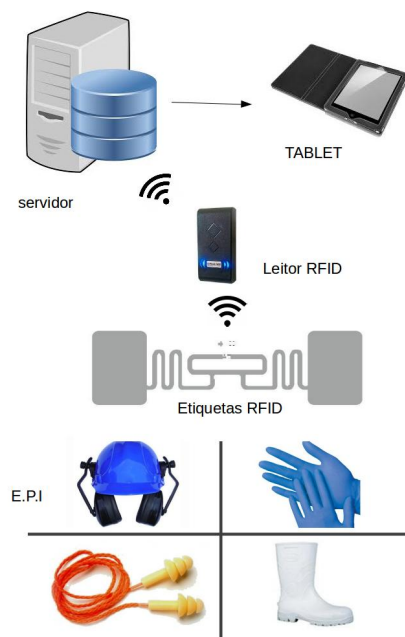 TABLET
servidor
Leitor RFID
Etiquetas RFID
E.P.I